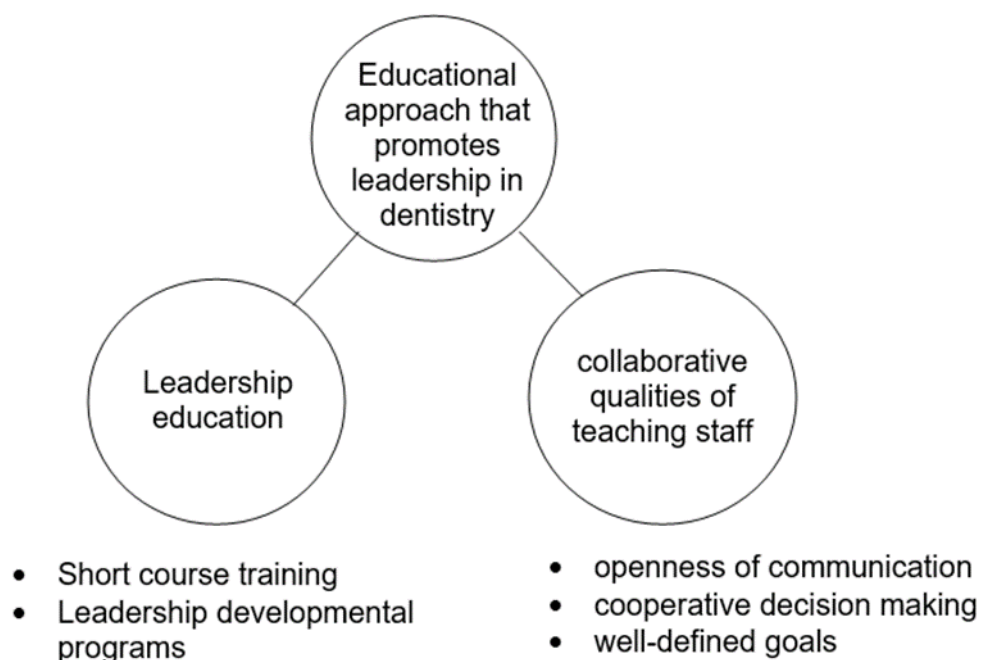 Educational
approach that
promotes
leadership in
dentistry
Leadership
education
collaborative
qualities of
teaching staff
• Short course training
• Leadership developmental
programs
• openness of communication
• cooperative decision making
• well-defined goals